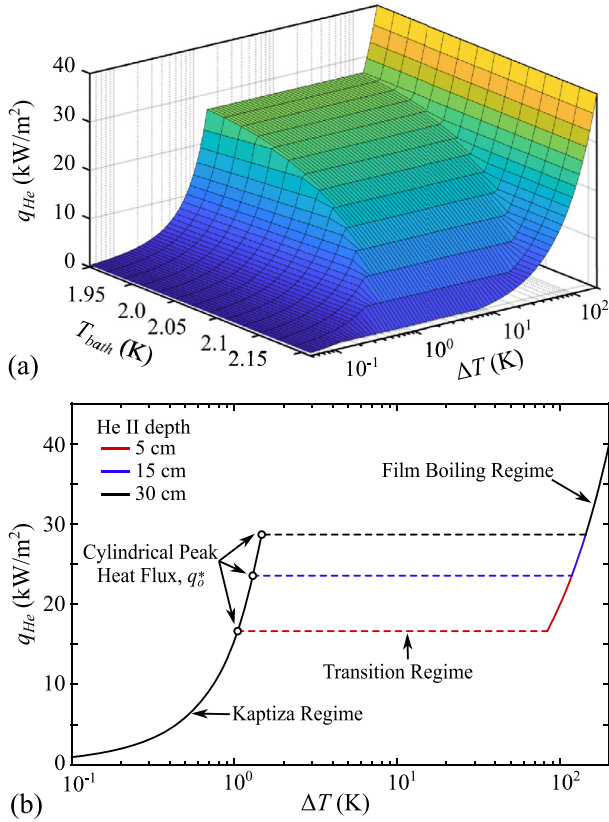 40
30
20
10
0
q_He (kW/m²)
1.95
2.0
2.05
2.1
2.15
T_bath (K)
10⁻¹
10⁰
10¹
10²
ΔT (K)
(a)
He II depth
5 cm
15 cm
30 cm
Film Boiling Regime
Cylindrical Peak
Heat Flux, q*_o
Transition Regime
Kaptiza Regime
40
30
20
10
0
q_He (kW/m²)
10⁻¹
10⁰
10¹
10²
ΔT (K)
(b)